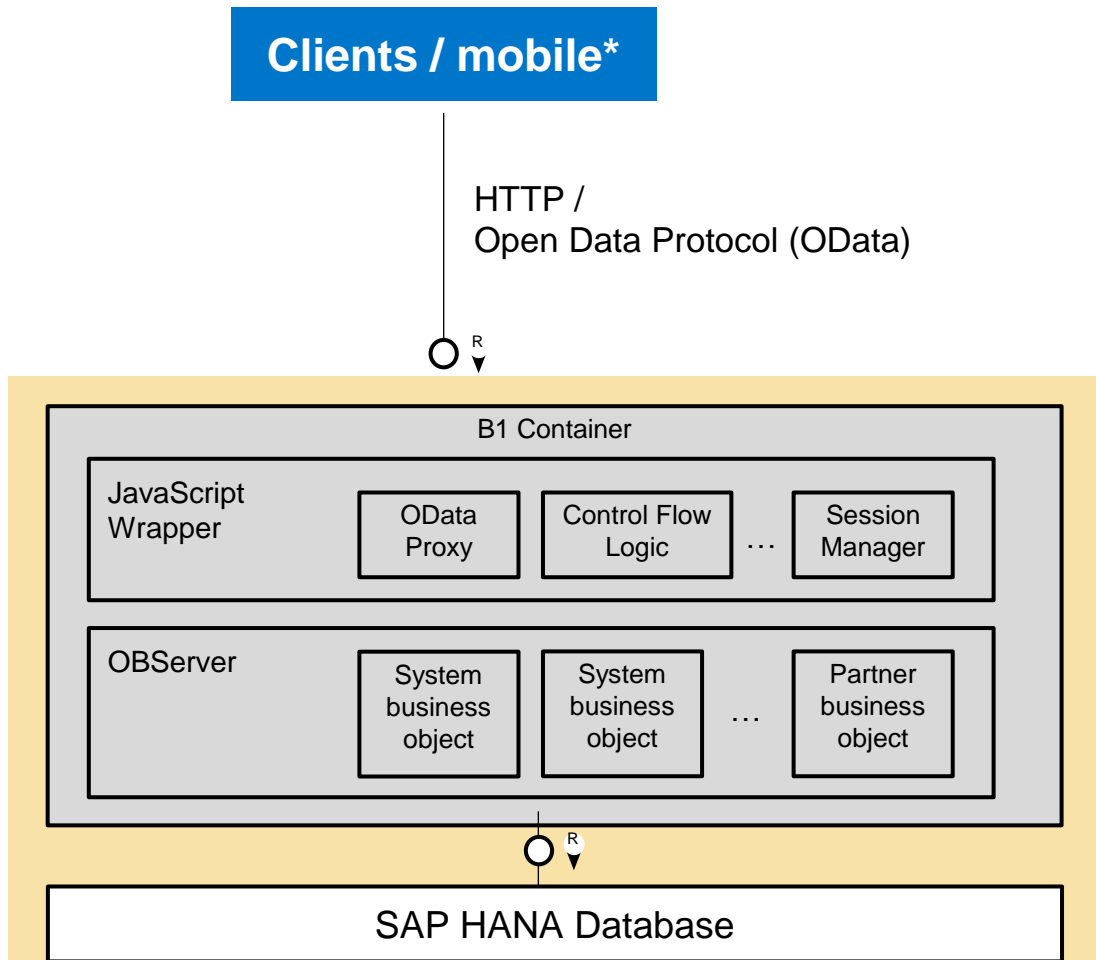 Clients / mobile*
HTTP /
Open Data Protocol (OData)
R
B1 Container
JavaScript
Wrapper
OData
Proxy
Control Flow
Logic
...
Session
Manager
OBServer
System
business
object
System
business
object
...
Partner
business
object
R
SAP HANA Database